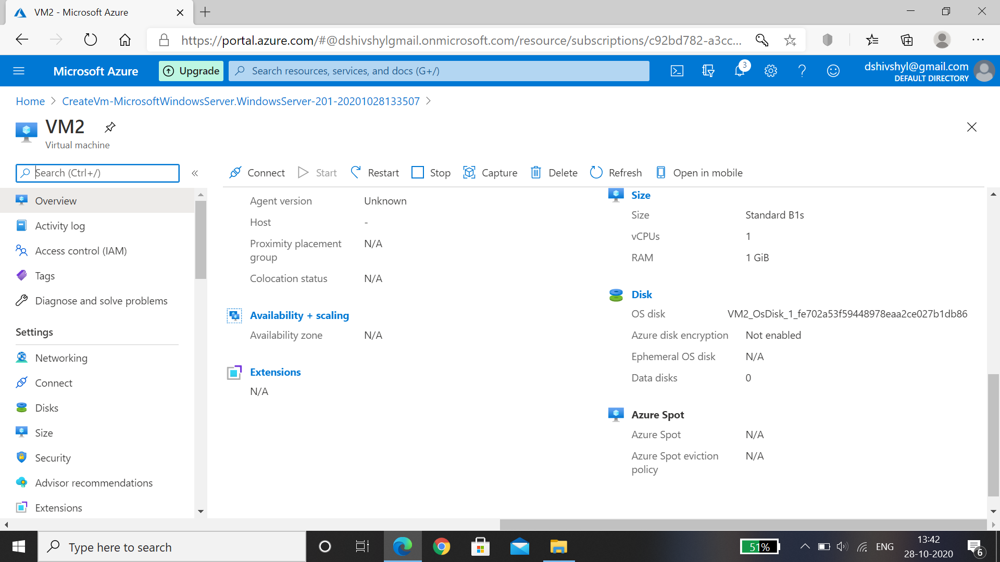 VM2 - Microsoft Azure
https://portal.azure.com/#@dshivshylgmail.onmicrosoft.com/resource/subscriptions/c92bd782-a3cc...
Microsoft Azure
Upgrade
Search resources, services, and docs (G+/)
3
dshivshyl@gmail.com
DEFAULT DIRECTORY
Home > CreateVm-MicrosoftWindowsServer.WindowsServer-201-20201028133507 >
VM2
Virtual machine
Search (Ctrl+/)
«
Connect Start Restart Stop Capture Delete Refresh Open in mobile
Overview
Activity log
Access control (IAM)
Tags
Diagnose and solve problems
Settings
Networking
Connect
Disks
Size
Security
Advisor recommendations
Extensions
Agent version Unknown
Host -
Proximity placement group N/A
Colocation status N/A
Availability + scaling
Availability zone N/A
Extensions
N/A
Size
Size Standard B1s
vCPUs 1
RAM 1 GiB
Disk
OS disk VM2_OsDisk_1_fe702a53f59448978eaa2ce027b1db86
Azure disk encryption Not enabled
Ephemeral OS disk N/A
Data disks 0
Azure Spot
Azure Spot N/A
Azure Spot eviction policy N/A
Type here to search
51%
ENG
13:42
28-10-2020
6